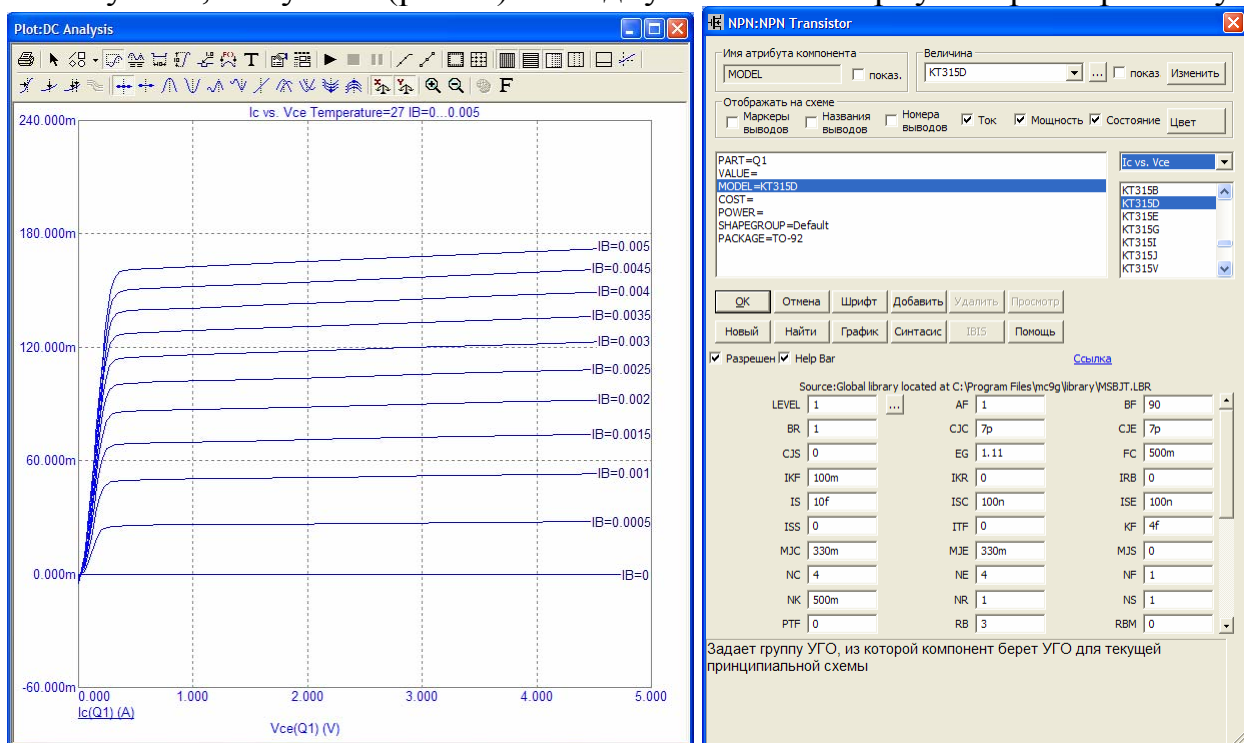 Plot:DC Analysis
Ic vs. Vce Temperature=27 IB=0...0.005
240.000m
180.000m
120.000m
60.000m
0.000m
-60.000m
IB=0.005
IB=0.0045
IB=0.004
IB=0.0035
IB=0.003
IB=0.0025
IB=0.002
IB=0.0015
IB=0.001
IB=0.0005
IB=0
0.000 1.000 2.000 3.000 4.000 5.000
Ic(Q1) (A)
Vce(Q1) (V)
NPN:NPN Transistor
Имя атрибута компонента
MODEL показ.
Величина
KT315D ... показ Изменить
Отображать на схеме
Маркеры выводов Названия выводов Номера выводов Ток Мощность Состояние Цвет
PART=Q1
VALUE=
MODEL=KT315D
COST=
POWER=
SHAPEGROUP=Default
PACKAGE=TO-92
Ic vs. Vce
KT315B
KT315D
KT315E
KT315G
KT315I
KT315J
KT315V
OK Отмена Шрифт Добавить Удалить Просмотр
Новый Найти График Синтасис IBIS Помощь
Разрешен Help Bar Ссылка
Source:Global library located at C:\Program Files\mc9g\library\MSBJT.LBR
LEVEL 1 ... AF 1 BF 90
BR 1 CJC 7p CJE 7p
CJS 0 EG 1.11 FC 500m
IKF 100m IKR 0 IRB 0
IS 10f ISC 100n ISE 100n
ISS 0 ITF 0 KF 4f
MJC 330m MJE 330m MJS 0
NC 4 NE 4 NF 1
NK 500m NR 1 NS 1
PTF 0 RB 3 RBM 0
Задает группу УГО, из которой компонент берет УГО для текущей
принципиальной схемы